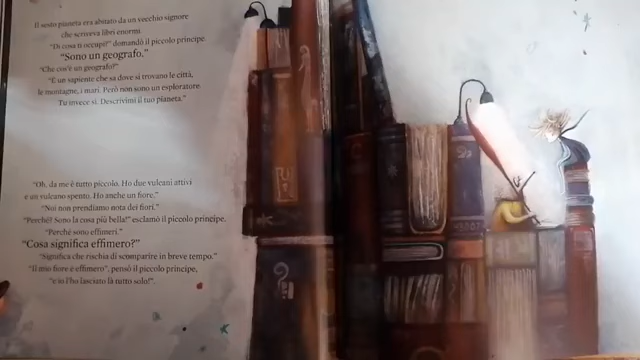 Il sesto pianeta era abitato da un vecchio signore
che scriveva libri enormi.
"Di cosa ti occupi?" domandò il piccolo principe.
"Sono un geografo."
"Che cos'è un geografo?"
"È un sapiente che sa dove si trovano le città,
le montagne, i mari. Però non sono un esploratore.
Tu invece sì. Descrivimi il tuo pianeta."
"Oh, da me è tutto piccolo. Ho due vulcani attivi
e un vulcano spento. Ho anche un fiore."
"Noi non prendiamo nota dei fiori."
"Perché? Sono la cosa più bella!" esclamò il piccolo principe.
"Perché sono effimeri."
"Cosa significa effimero?"
"Significa che rischia di scomparire in breve tempo."
"Il mio fiore è effimero", pensò il piccolo principe,
"e io l'ho lasciato là tutto solo!".